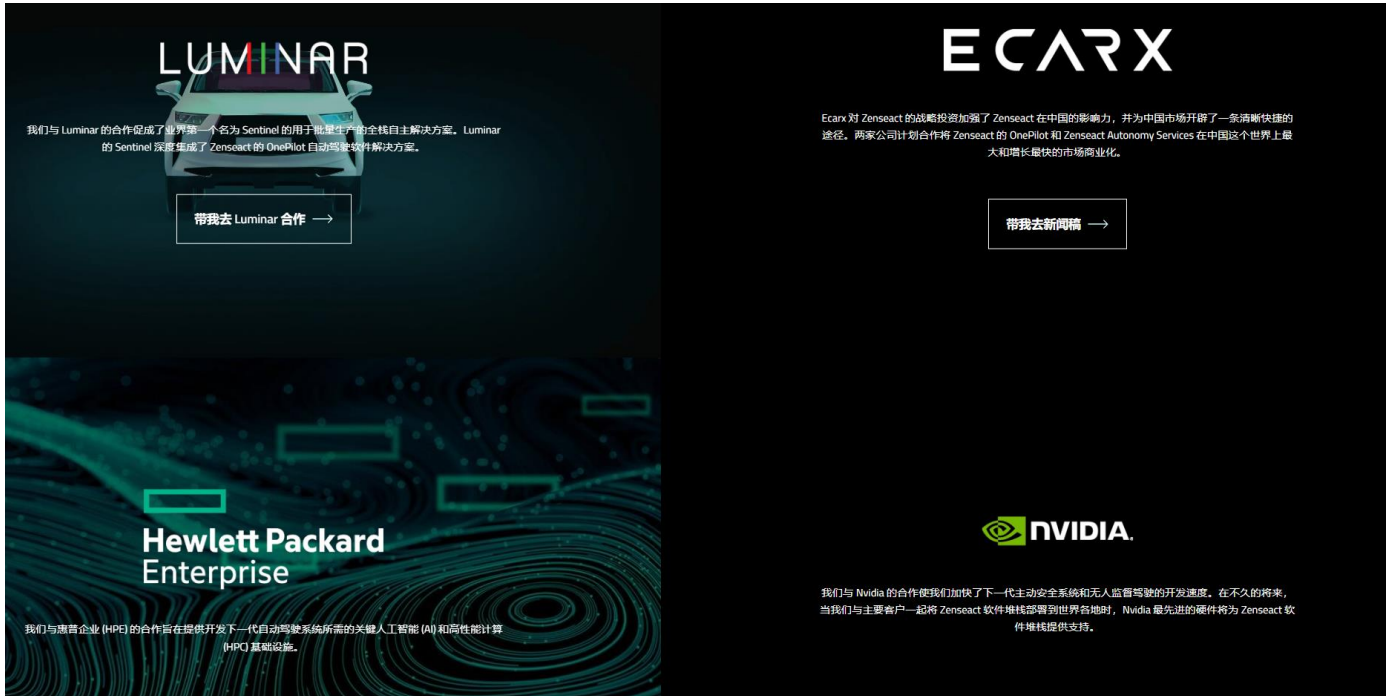 LUMINAR
我们与 Luminar 的合作促成了业界第一个名为 Sentinel 的用于批量生产的全栈自主解决方案。Luminar
的 Sentinel 深度集成了 Zenseact 的 OnePilot 自动驾驶软件解决方案。
带我去 Luminar 合作 →
ECARX
Ecarx 对 Zenseact 的战略投资加强了 Zenseact 在中国的影响力，并为中国市场开辟了一条清晰快捷的
途径。两家公司计划合作将 Zenseact 的 OnePilot 和 Zenseact Autonomy Services 在中国这个世界上最
大和增长最快的市场商业化。
带我去新闻稿 →
Hewlett Packard
Enterprise
我们与惠普企业 (HPE) 的合作旨在提供开发下一代自动驾驶系统所需的关键人工智能 (AI) 和高性能计算
(HPC) 基础设施。
NVIDIA.
我们与 Nvidia 的合作使我们加快了下一代主动安全系统和无人监督驾驶的开发速度。在不久的将来，
当我们与主要客户一起将 Zenseact 软件堆栈部署到世界各地时，Nvidia 最先进的硬件将为 Zenseact 软
件堆栈提供支持。